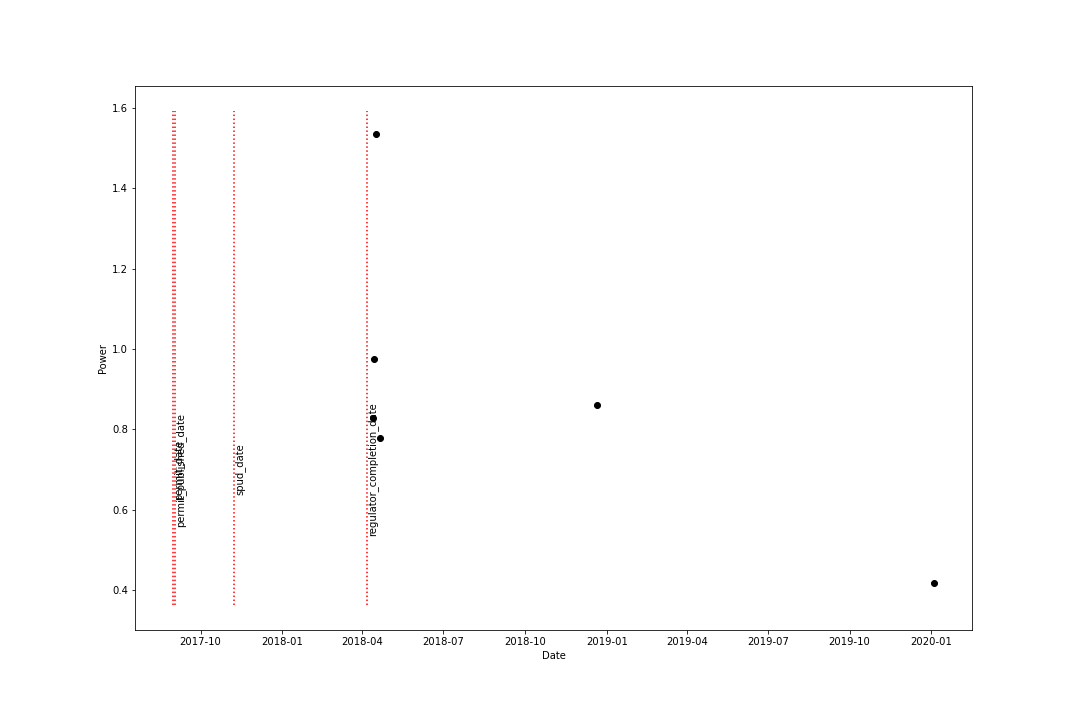 1.6
1.4
1.2
1.0
0.8
0.6
0.4
Power
permit_date
permit_published_date
spud_date
regulator_completion_date
2017-10 2018-01 2018-04 2018-07 2018-10 2019-01 2019-04 2019-07 2019-10 2020-01
Date